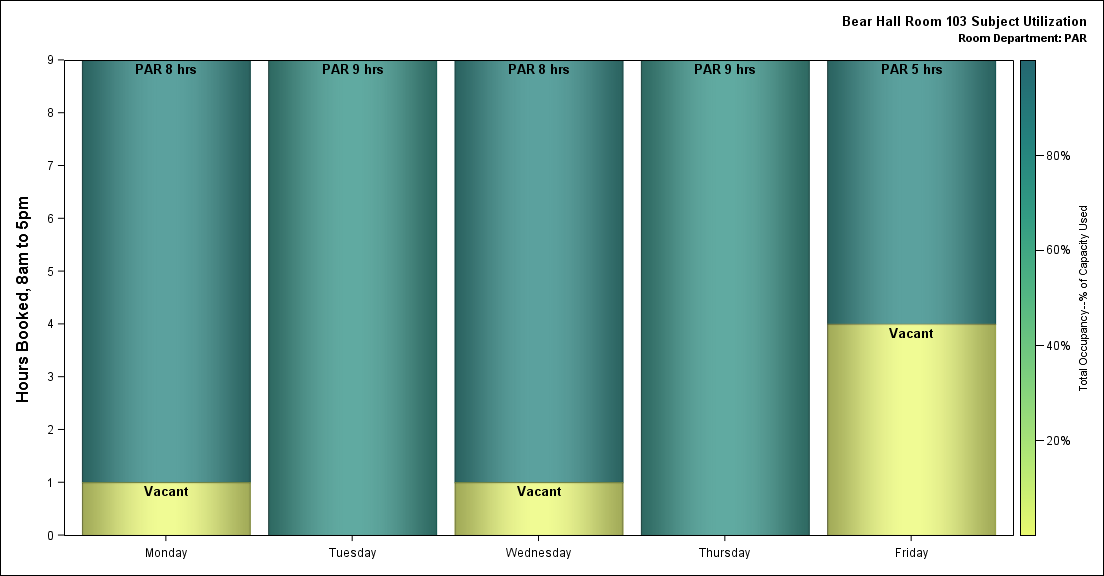 Bear Hall Room 103 Subject Utilization
Room Department: PAR
Hours Booked, 8am to 5pm
9
8
7
6
5
4
3
2
1
0
PAR 8 hrs
PAR 9 hrs
PAR 8 hrs
PAR 9 hrs
PAR 5 hrs
Vacant
Vacant
Vacant
Monday
Tuesday
Wednesday
Thursday
Friday
80%
60%
40%
20%
Total Occupancy--% of Capacity Used